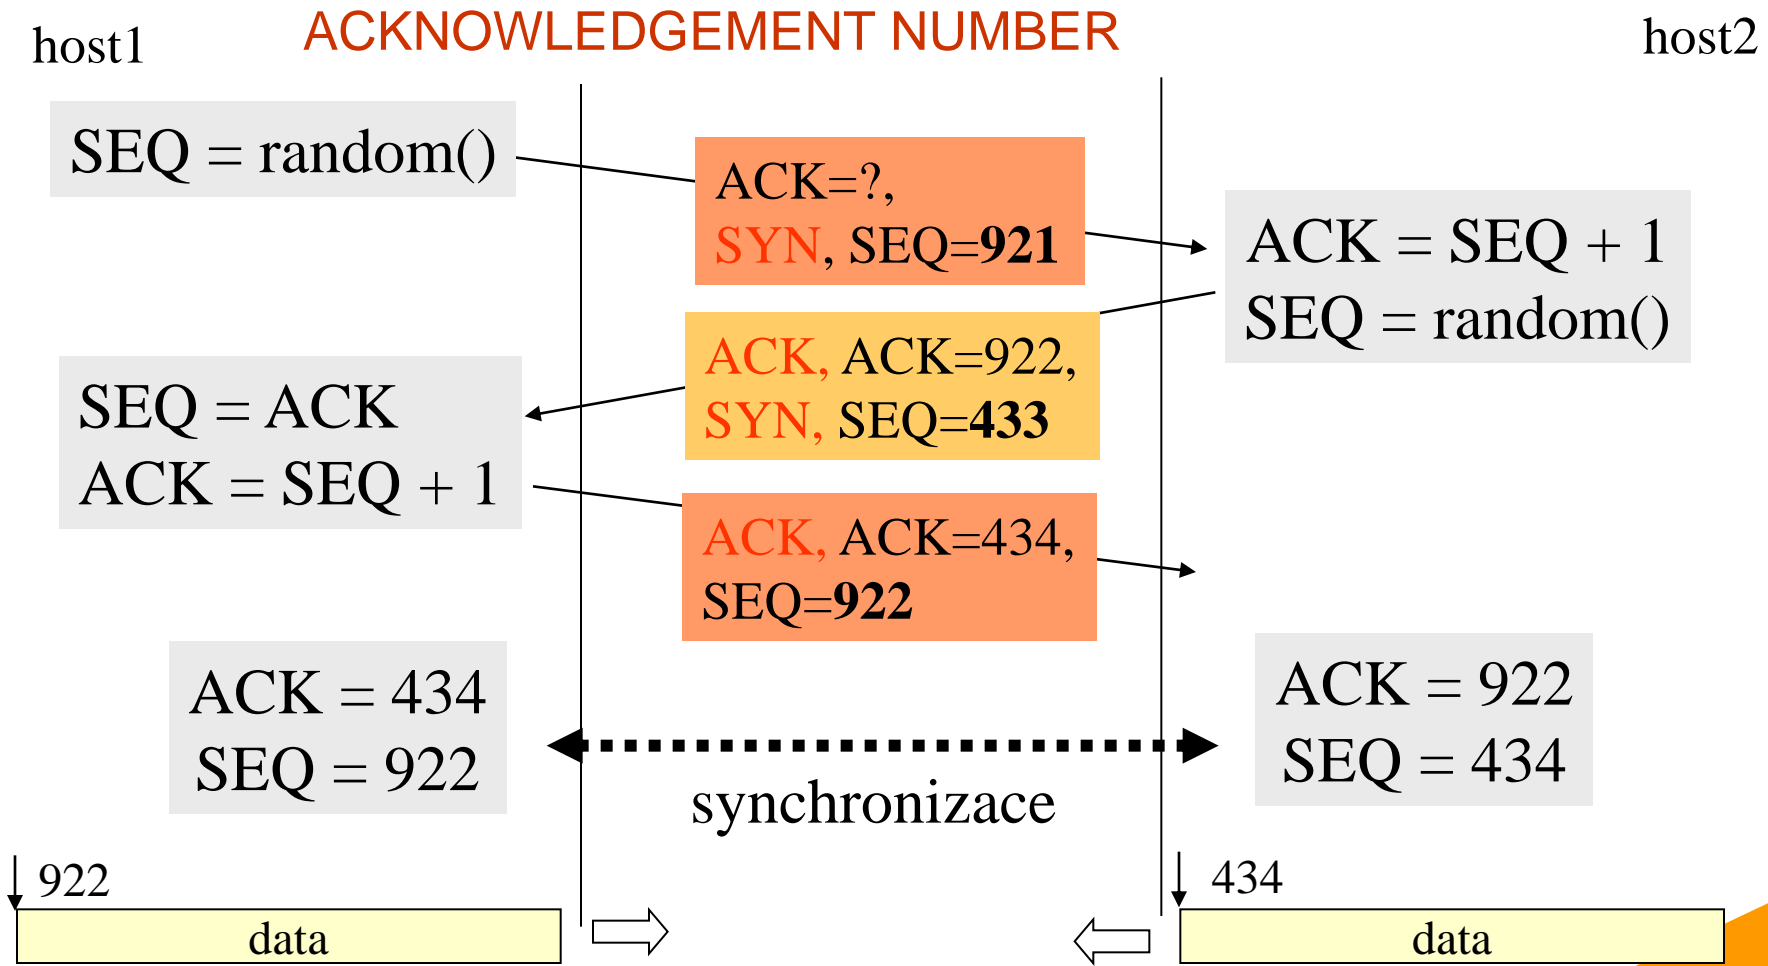 host1
ACKNOWLEDGEMENT NUMBER
host2
SEQ = random()
ACK=?,
SYN, SEQ=921
ACK = SEQ + 1
SEQ = random()
ACK, ACK=922,
SYN, SEQ=433
SEQ = ACK
ACK = SEQ + 1
ACK, ACK=434,
SEQ=922
ACK = 434
SEQ = 922
ACK = 922
SEQ = 434
synchronizace
922
434
data
data